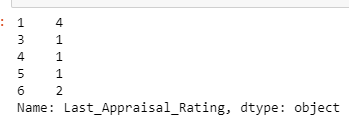 : 1    4
3    1
4    1
5    1
6    2
Name: Last_Appraisal_Rating, dtype: object